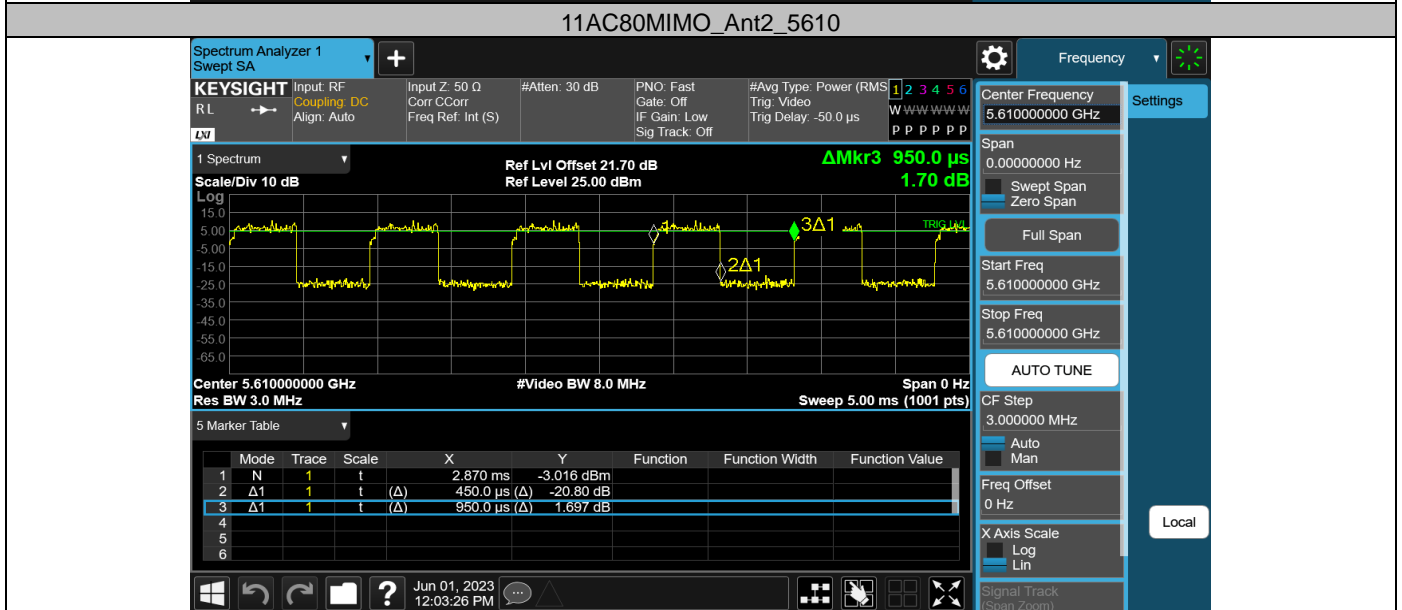 11AC80MIMO_Ant2_5610
Spectrum Analyzer 1
Swept SA
Frequency
KEYSIGHT
RL
LXI
Input: RF
Coupling: DC
Align: Auto
Input Z: 50 Ω
Corr CCorr
Freq Ref: Int (S)
#Atten: 30 dB
PNO: Fast
Gate: Off
IF Gain: Low
Sig Track: Off
#Avg Type: Power (RMS
Trig: Video
Trig Delay: -50.0 µs
1 2 3 4 5 6
W W W W W W
P P P P P P
1 Spectrum
Scale/Div 10 dB
Ref Lvl Offset 21.70 dB
Ref Level 25.00 dBm
ΔMkr3 950.0 µs
1.70 dB
Log
15.0
5.00
-5.00
-15.0
-25.0
-35.0
-45.0
-55.0
-65.0
1
2Δ1
3Δ1
TRIG LVL
Center 5.610000000 GHz
#Video BW 8.0 MHz
Span 0 Hz
Res BW 3.0 MHz
Sweep 5.00 ms (1001 pts)
5 Marker Table
Mode Trace Scale X Y Function Function Width Function Value
1 N 1 t 2.870 ms -3.016 dBm
2 Δ1 1 t (Δ) 450.0 µs (Δ) -20.80 dB
3 Δ1 1 t (Δ) 950.0 µs (Δ) 1.697 dB
4
5
6
Jun 01, 2023
12:03:26 PM
Center Frequency
5.610000000 GHz
Settings
Span
0.00000000 Hz
Swept Span
Zero Span
Full Span
Start Freq
5.610000000 GHz
Stop Freq
5.610000000 GHz
AUTO TUNE
CF Step
3.000000 MHz
Auto
Man
Freq Offset
0 Hz
X Axis Scale
Log
Lin
Signal Track
(Span Zoom)
Local